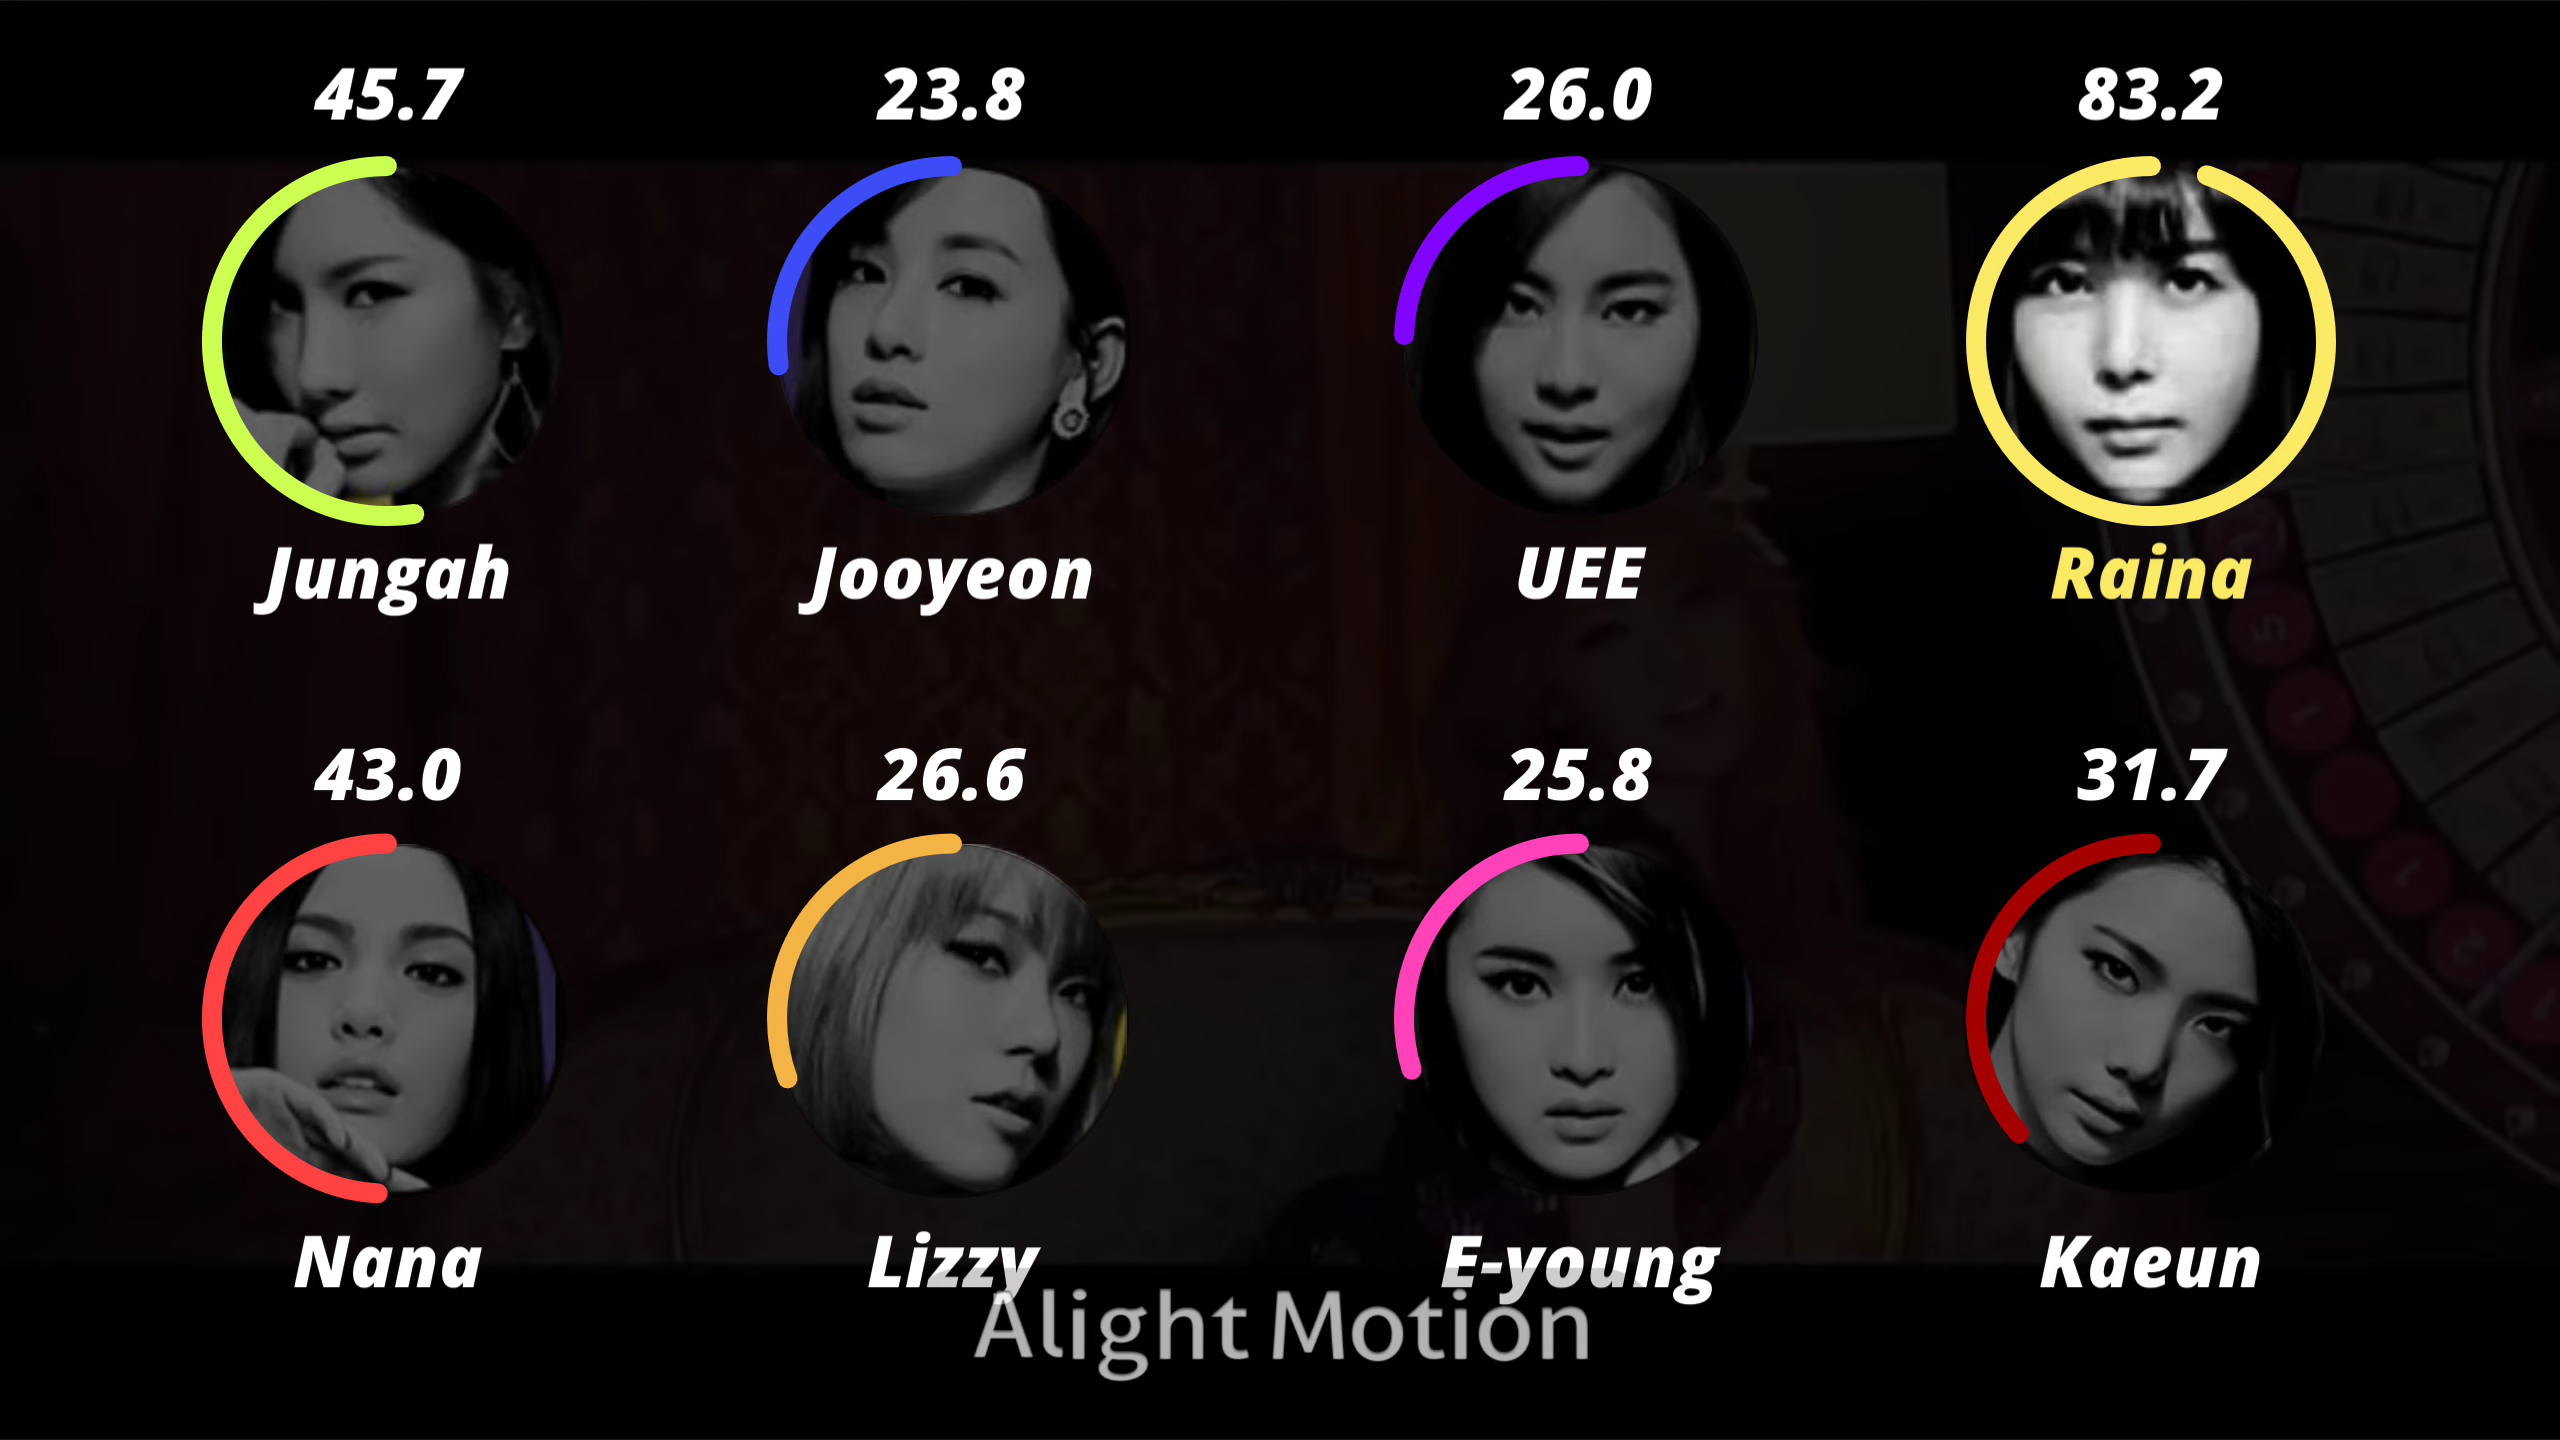 45.7 23.8 26.0 83.2
Jungah Jooyeon UEE Raina
43.0 26.6 25.8 31.7
Nana Lizzy E-young Kaeun
Alight Motion